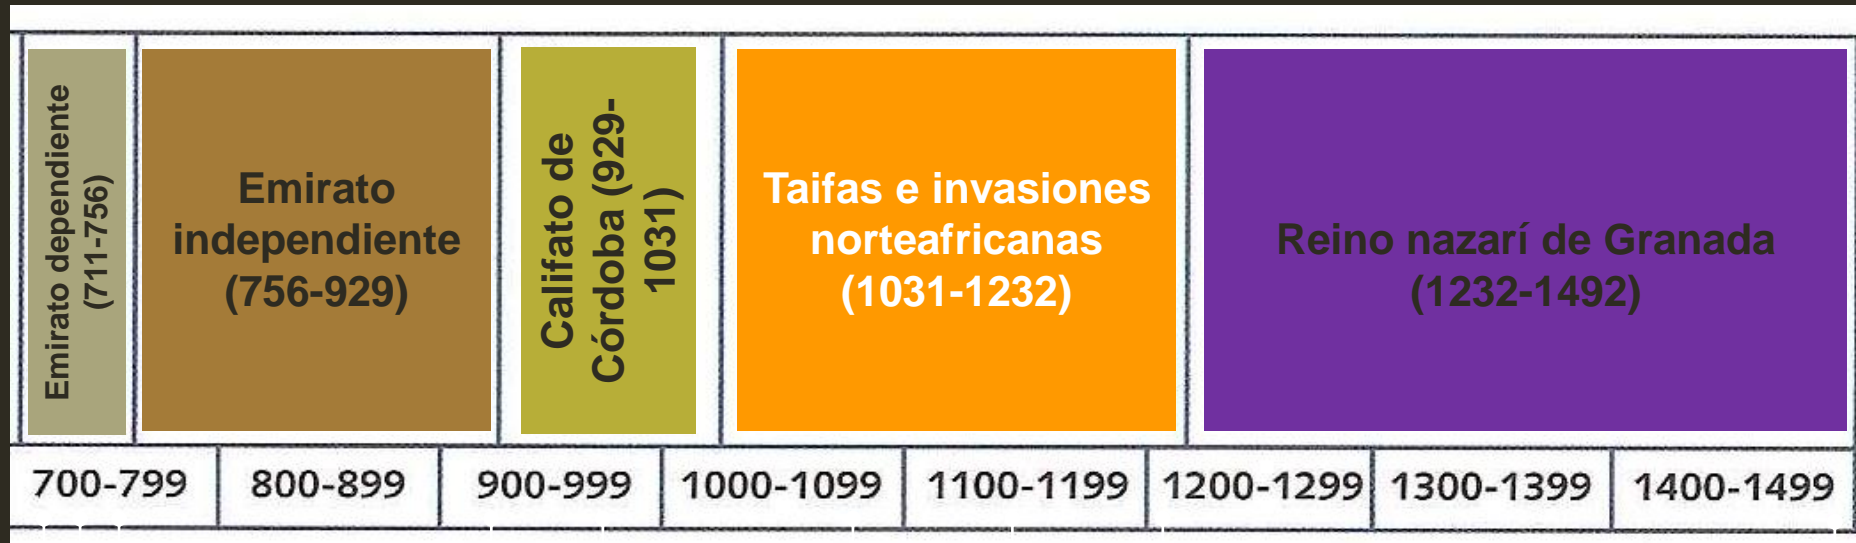 Emirato dependiente
(711-756)
Emirato
independiente
(756-929)
Califato de
Córdoba (929-
1031)
Taifas e invasiones
norteafricanas
(1031-1232)
Reino nazarí de Granada
(1232-1492)
700-799
800-899
900-999
1000-1099
1100-1199
1200-1299
1300-1399
1400-1499